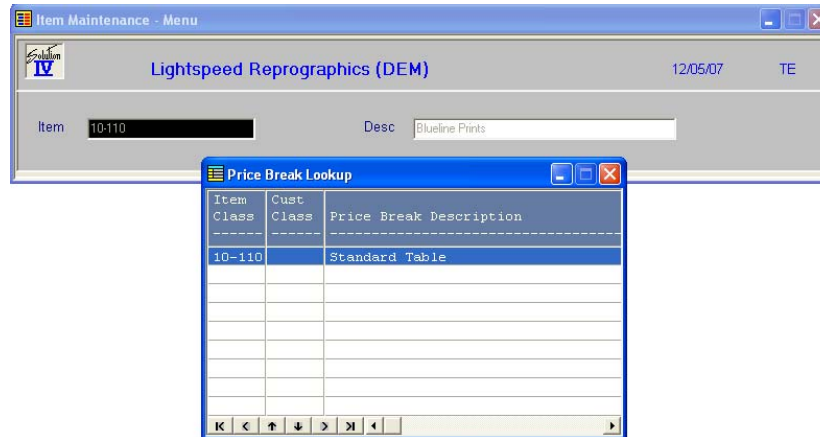 Item Maintenance - Menu
Solution
IV
Lightspeed Reprographics (DEM)
12/05/07
TE
Item
10-110
Desc
Blueline Prints
Price Break Lookup
Item Cust
Class Class Price Break Description
------ ------ -----------------------------------
10-110 Standard Table